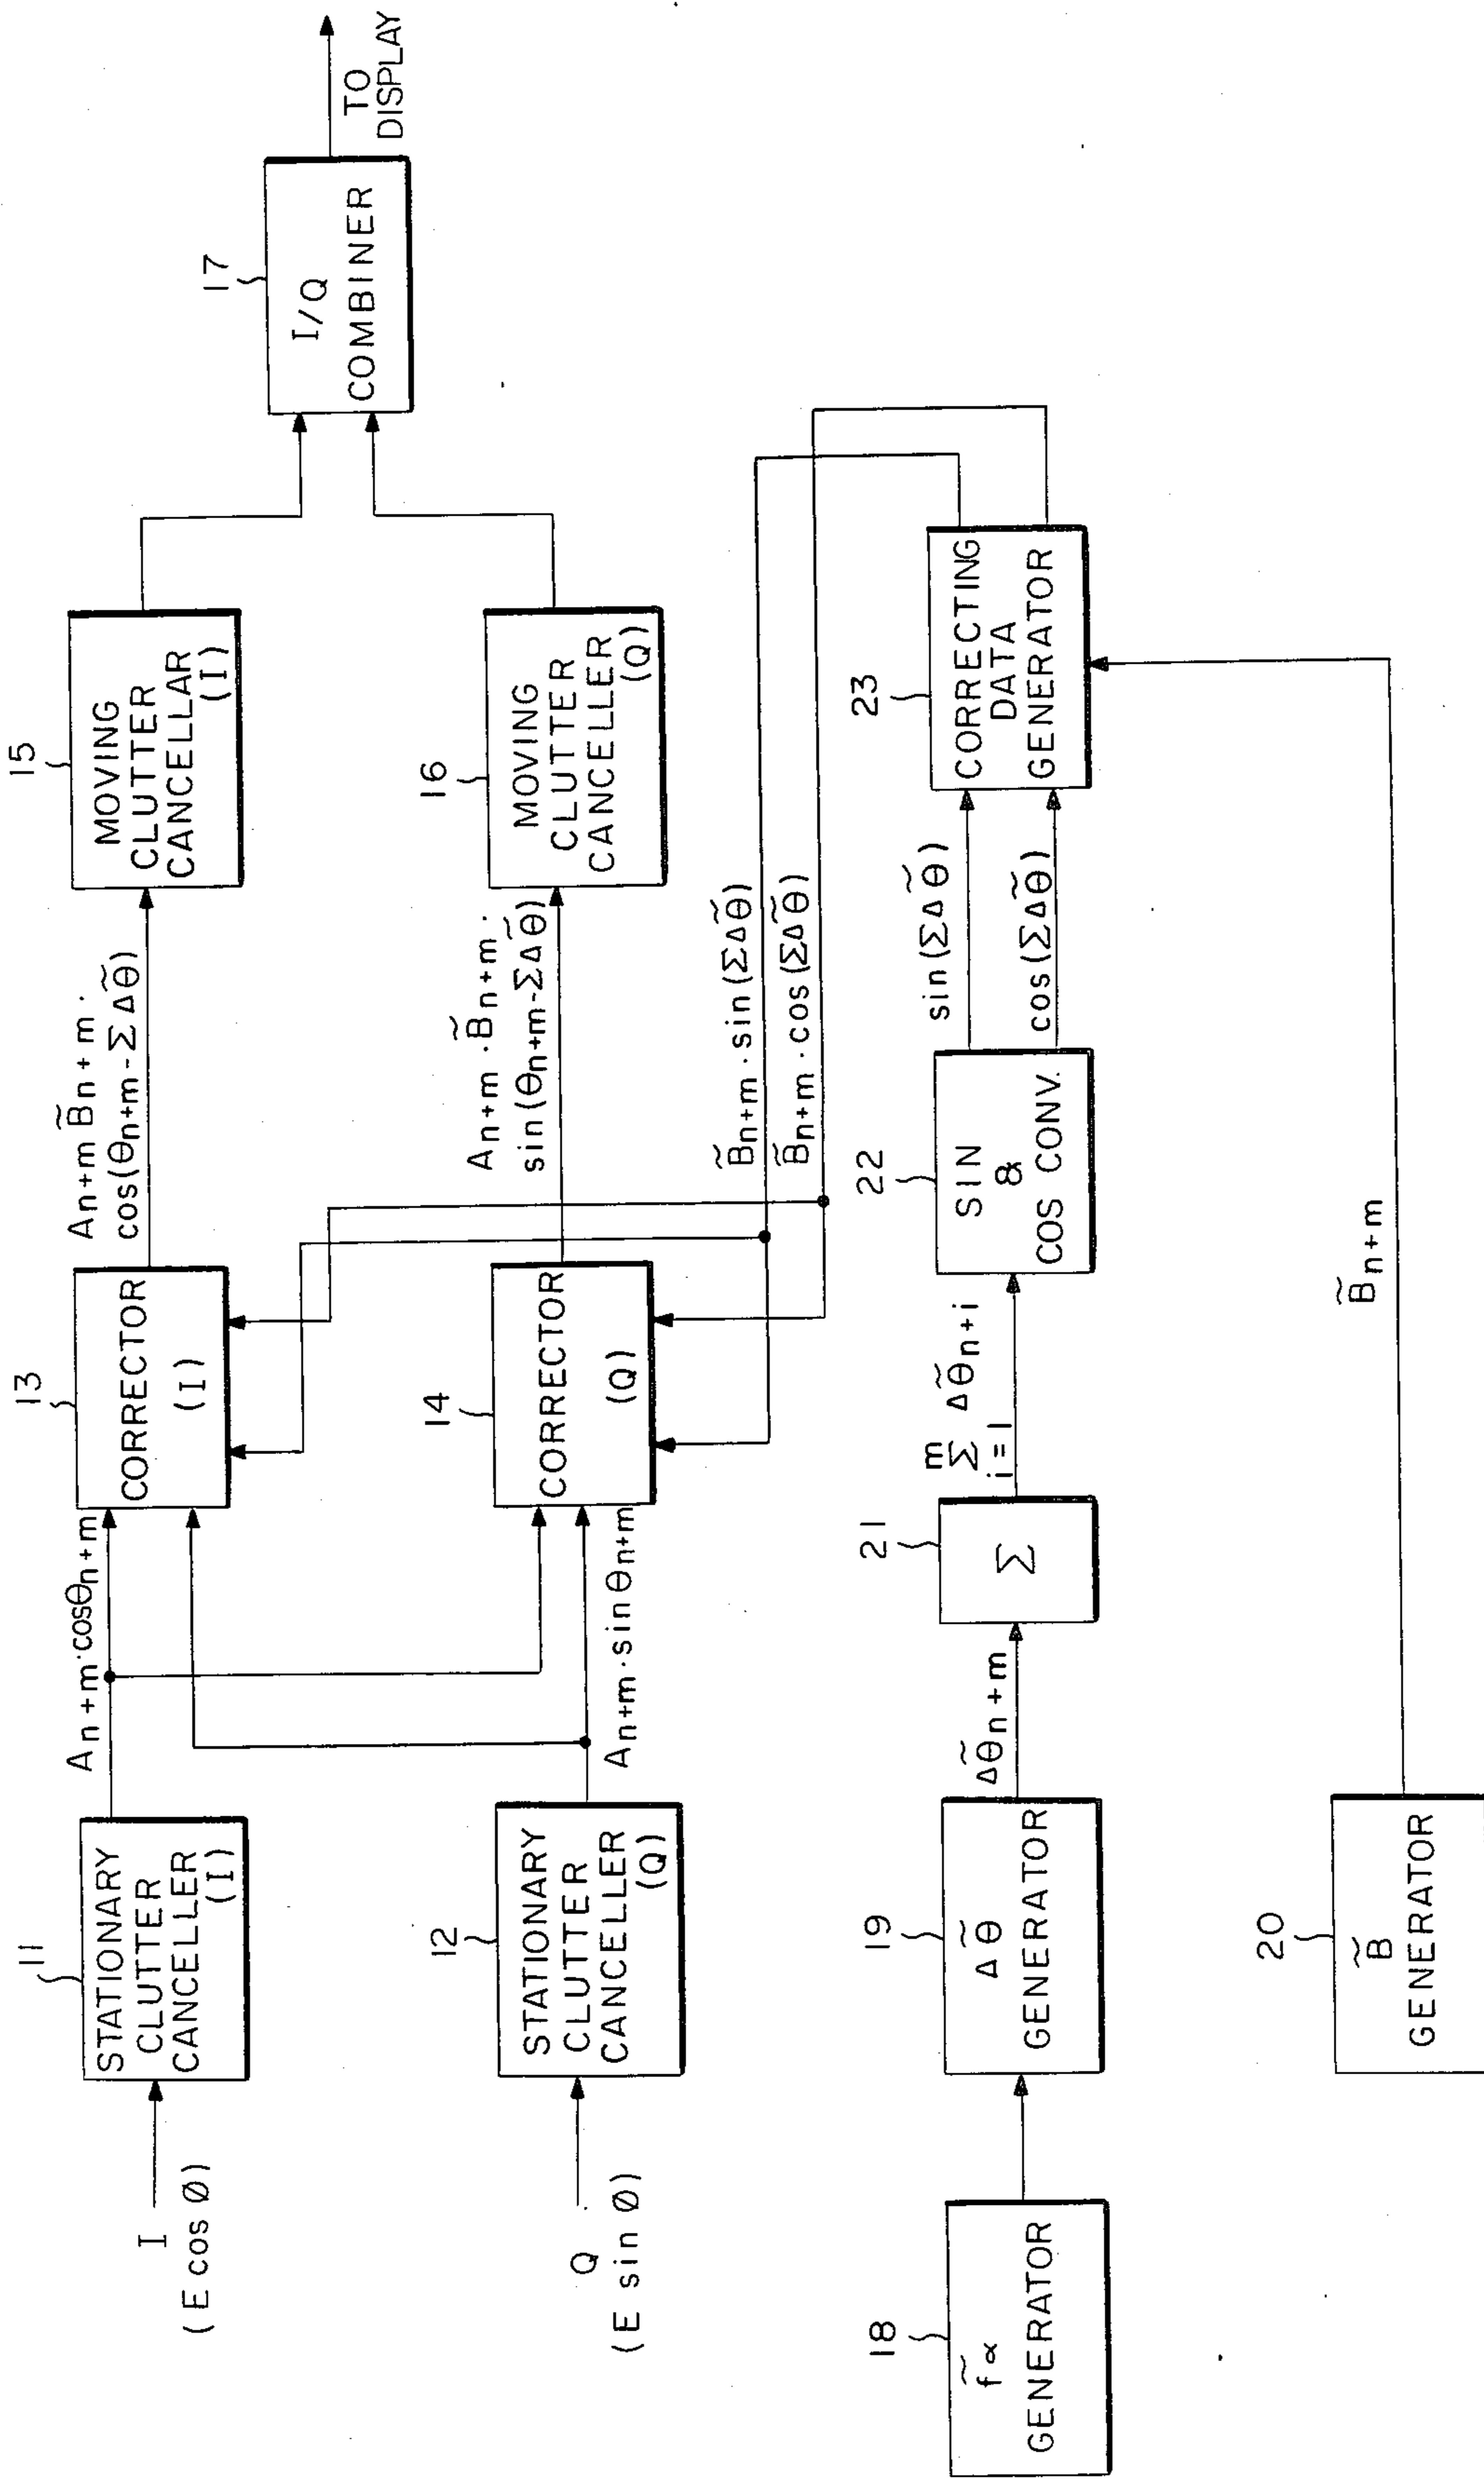 I
(E cos Ø)
11
STATIONARY
CLUTTER
CANCELLER
(I)
An+m·cosθn+m
13
CORRECTOR
(I)
An+m B̃n+m·
cos(θn+m-ΣΔθ̃)
15
MOVING
CLUTTER
CANCELLAR
(I)
17
I/Q
COMBINER
TO
DISPLAY
Q
(E sin Ø)
12
STATIONARY
CLUTTER
CANCELLER
(Q)
An+m·sinθn+m
14
CORRECTOR
(Q)
An+m·B̃n+m·
sin(θn+m-ΣΔθ̃)
16
MOVING
CLUTTER
CANCELLER
(Q)
B̃n+m·sin(ΣΔθ̃)
B̃n+m·cos(ΣΔθ̃)
18
f̃∝
GENERATOR
19
Δθ̃
GENERATOR
Δθ̃n+m
21
Σ
m
Σ Δθ̃n+i
i=1
22
SIN
&
COS CONV.
sin(ΣΔθ̃)
cos(ΣΔθ̃)
23
CORRECTING
DATA
GENERATOR
20
B̃
GENERATOR
B̃n+m